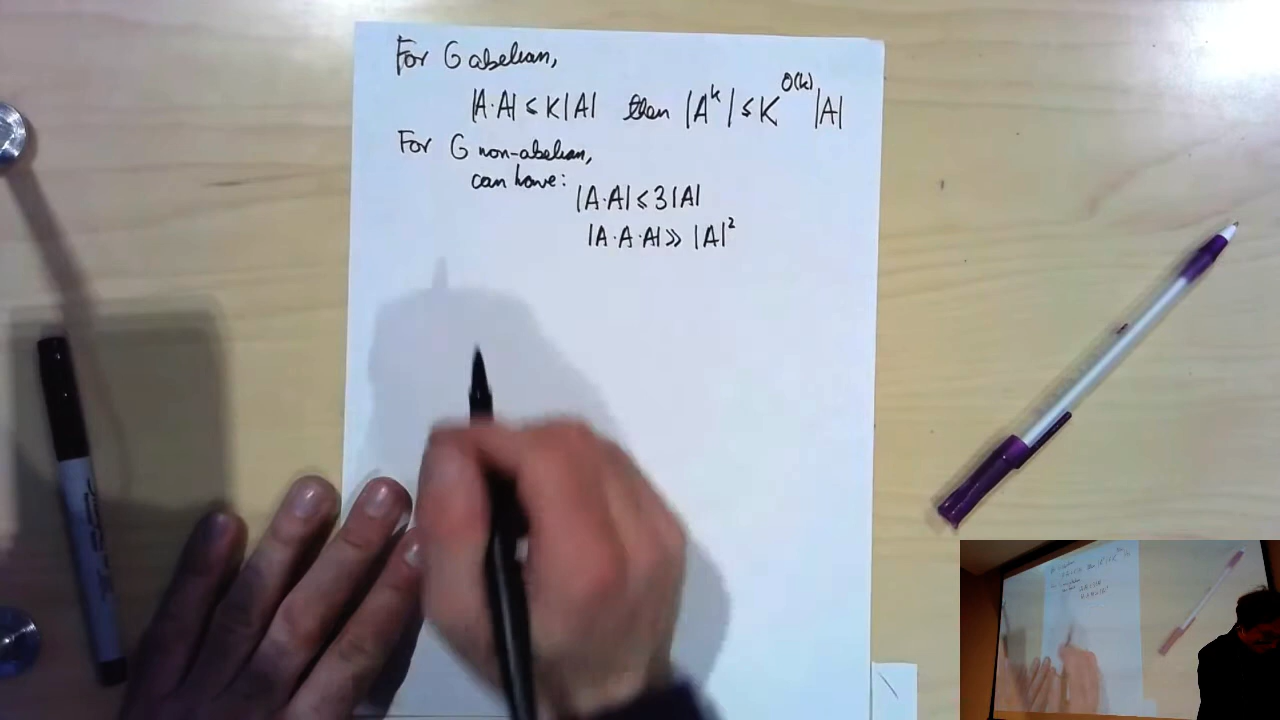 For G abelian,
|A·A| ≤ K|A| then |A^k| ≤ K^{O(k)} |A|
For G non-abelian,
can have:
|A·A| ≤ 3|A|
|A·A·A| ≫ |A|²